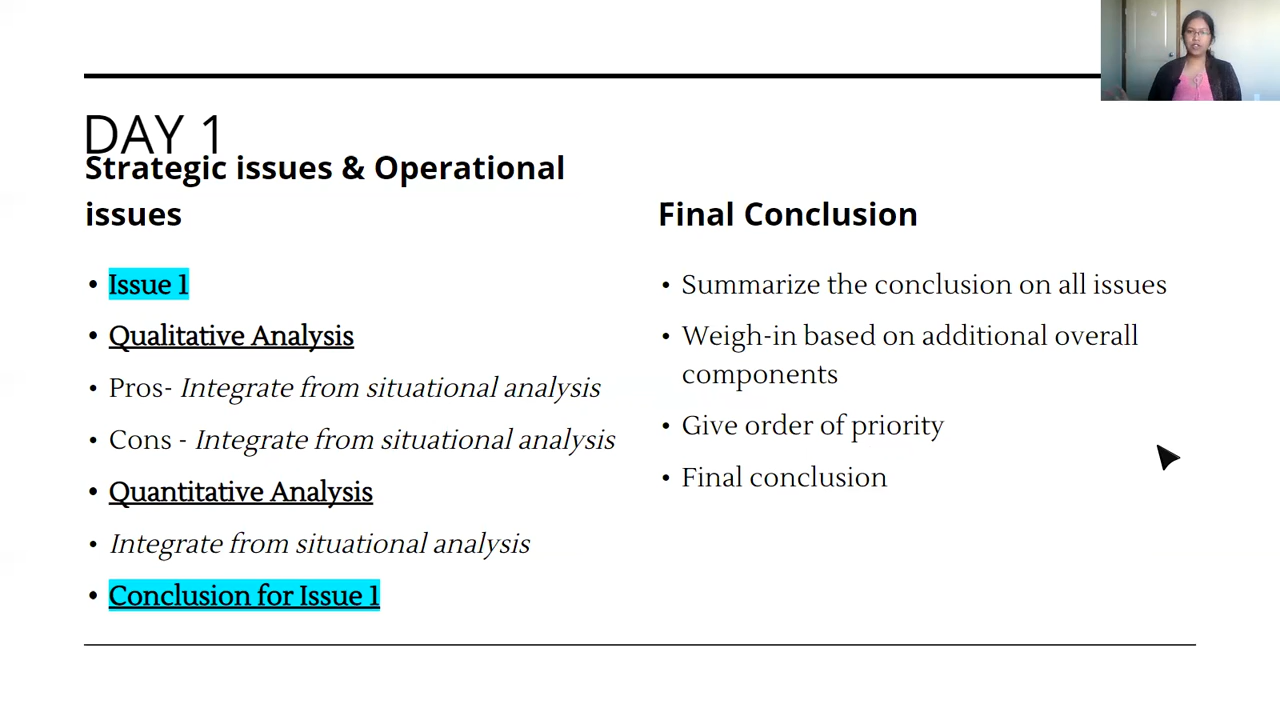 DAY 1
Strategic issues & Operational
issues
• Issue 1
• Qualitative Analysis
• Pros- Integrate from situational analysis
• Cons - Integrate from situational analysis
• Quantitative Analysis
• Integrate from situational analysis
• Conclusion for Issue 1
Final Conclusion
• Summarize the conclusion on all issues
• Weigh-in based on additional overall
components
• Give order of priority
• Final conclusion